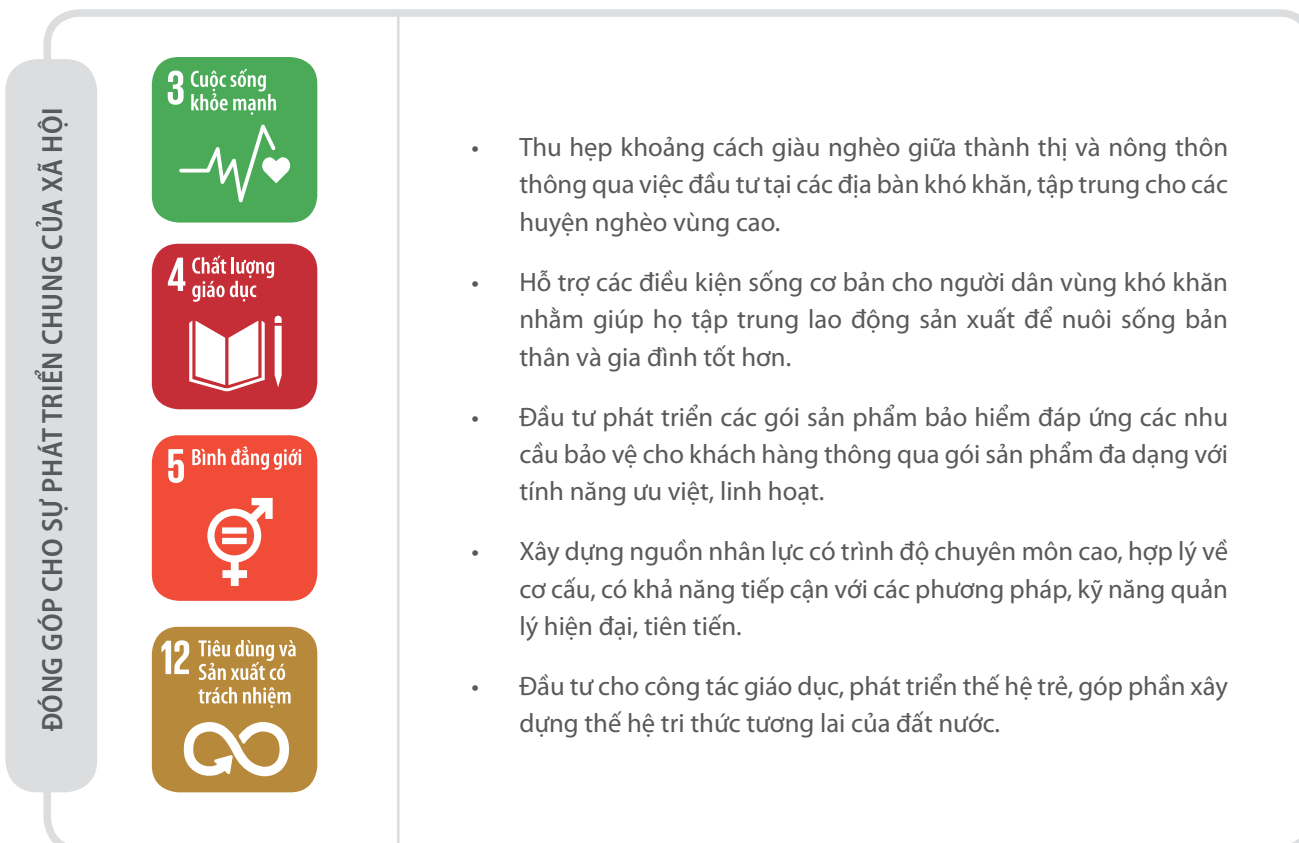 ĐÓNG GÓP CHO SỰ PHÁT TRIỂN CHUNG CỦA XÃ HỘI
3 Cuộc sống
khỏe mạnh
4 Chất lượng
giáo dục
5 Bình đẳng giới
12 Tiêu dùng và
Sản xuất có
trách nhiệm
• Thu hẹp khoảng cách giàu nghèo giữa thành thị và nông thôn
thông qua việc đầu tư tại các địa bàn khó khăn, tập trung cho các
huyện nghèo vùng cao.
• Hỗ trợ các điều kiện sống cơ bản cho người dân vùng khó khăn
nhằm giúp họ tập trung lao động sản xuất để nuôi sống bản
thân và gia đình tốt hơn.
• Đầu tư phát triển các gói sản phẩm bảo hiểm đáp ứng các nhu
cầu bảo vệ cho khách hàng thông qua gói sản phẩm đa dạng với
tính năng ưu việt, linh hoạt.
• Xây dựng nguồn nhân lực có trình độ chuyên môn cao, hợp lý về
cơ cấu, có khả năng tiếp cận với các phương pháp, kỹ năng quản
lý hiện đại, tiên tiến.
• Đầu tư cho công tác giáo dục, phát triển thế hệ trẻ, góp phần xây
dựng thế hệ tri thức tương lai của đất nước.